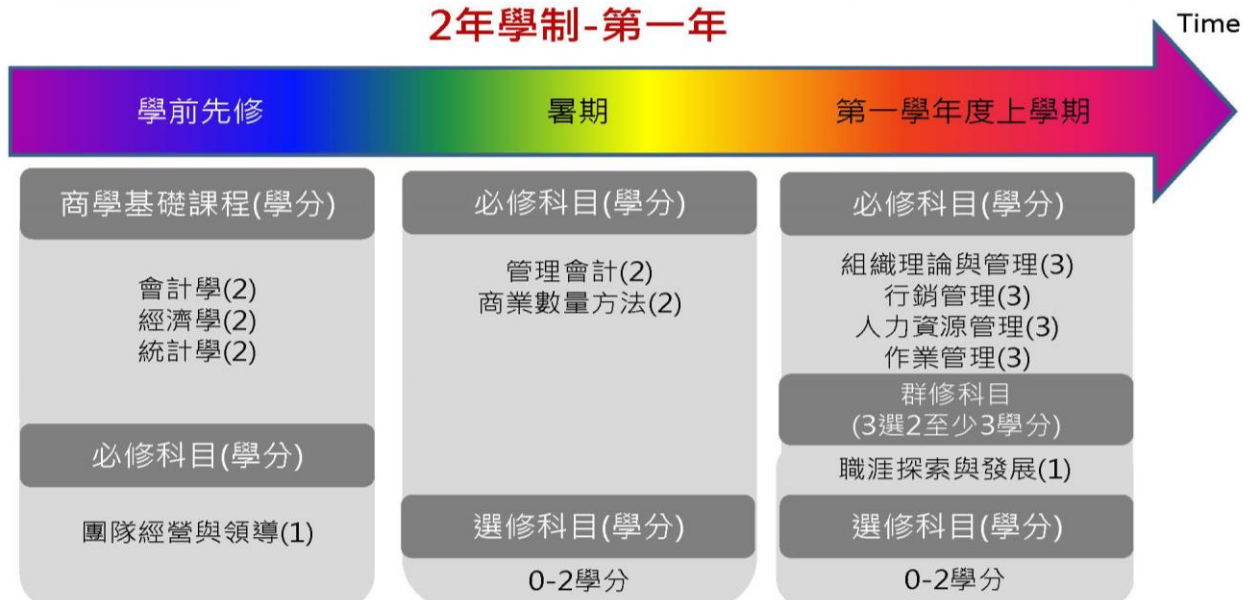 2年學制-第一年
Time
學前先修
暑期
第一學年度上學期
商學基礎課程(學分)
會計學(2)
經濟學(2)
統計學(2)
必修科目(學分)
團隊經營與領導(1)
必修科目(學分)
管理會計(2)
商業數量方法(2)
選修科目(學分)
0-2學分
必修科目(學分)
組織理論與管理(3)
行銷管理(3)
人力資源管理(3)
作業管理(3)
群修科目
(3選2至少3學分)
職涯探索與發展(1)
選修科目(學分)
0-2學分